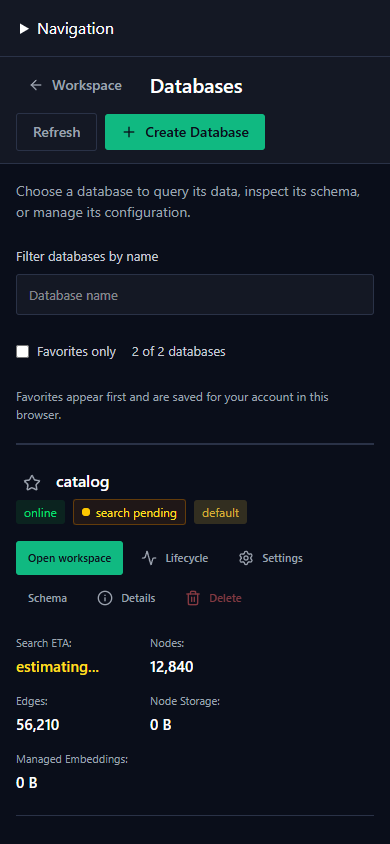 Navigation
Workspace
Databases
Refresh
Create Database
Choose a database to query its data, inspect its schema,
or manage its configuration.
Filter databases by name
Database name
Favorites only 2 of 2 databases
Favorites appear first and are saved for your account in this
browser.
catalog
online search pending default
Open workspace Lifecycle Settings
Schema Details Delete
Search ETA: Nodes:
estimating... 12,840
Edges: Node Storage:
56,210 0 B
Managed Embeddings:
0 B